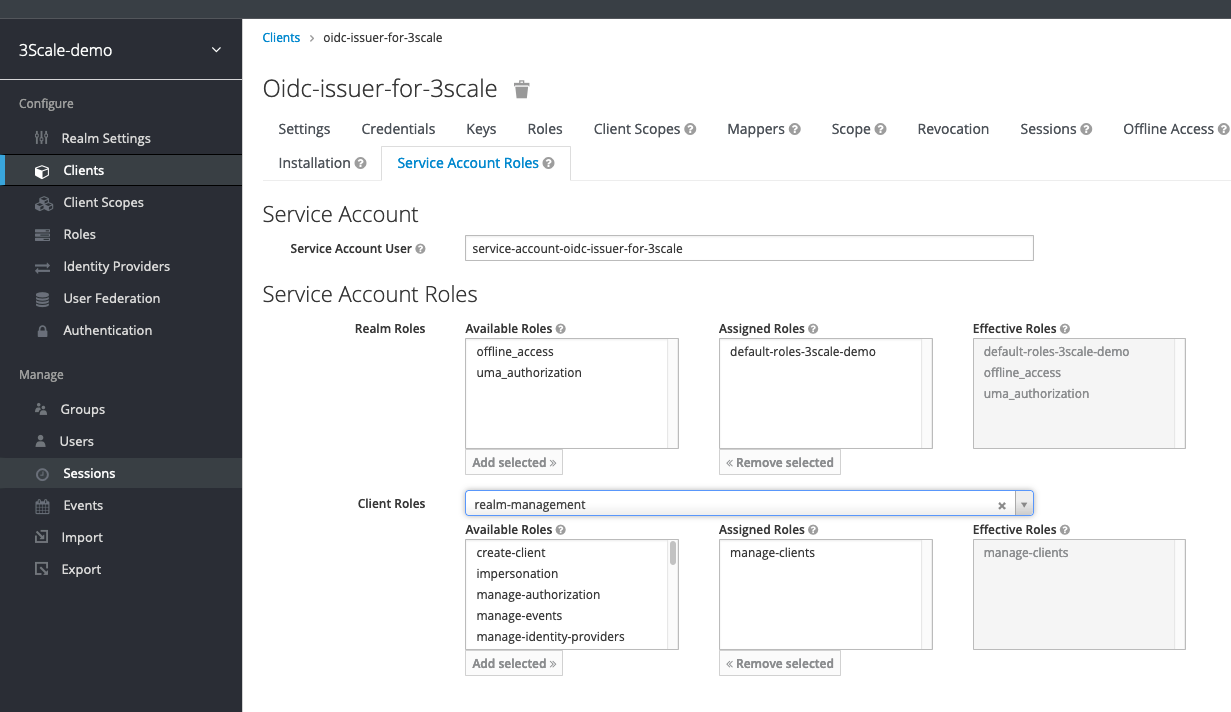 3Scale-demo
Configure
Realm Settings
Clients
Client Scopes
Roles
Identity Providers
User Federation
Authentication
Manage
Groups
Users
Sessions
Events
Import
Export
Clients > oidc-issuer-for-3scale
Oidc-issuer-for-3scale
Settings Credentials Keys Roles Client Scopes Mappers Scope Revocation Sessions Offline Access
Installation Service Account Roles
Service Account
Service Account User service-account-oidc-issuer-for-3scale
Service Account Roles
Realm Roles Available Roles Assigned Roles Effective Roles
offline_access default-roles-3scale-demo default-roles-3scale-demo
uma_authorization offline_access
uma_authorization
Add selected » « Remove selected
Client Roles realm-management
Available Roles Assigned Roles Effective Roles
create-client manage-clients manage-clients
impersonation
manage-authorization
manage-events
manage-identity-providers
Add selected » « Remove selected